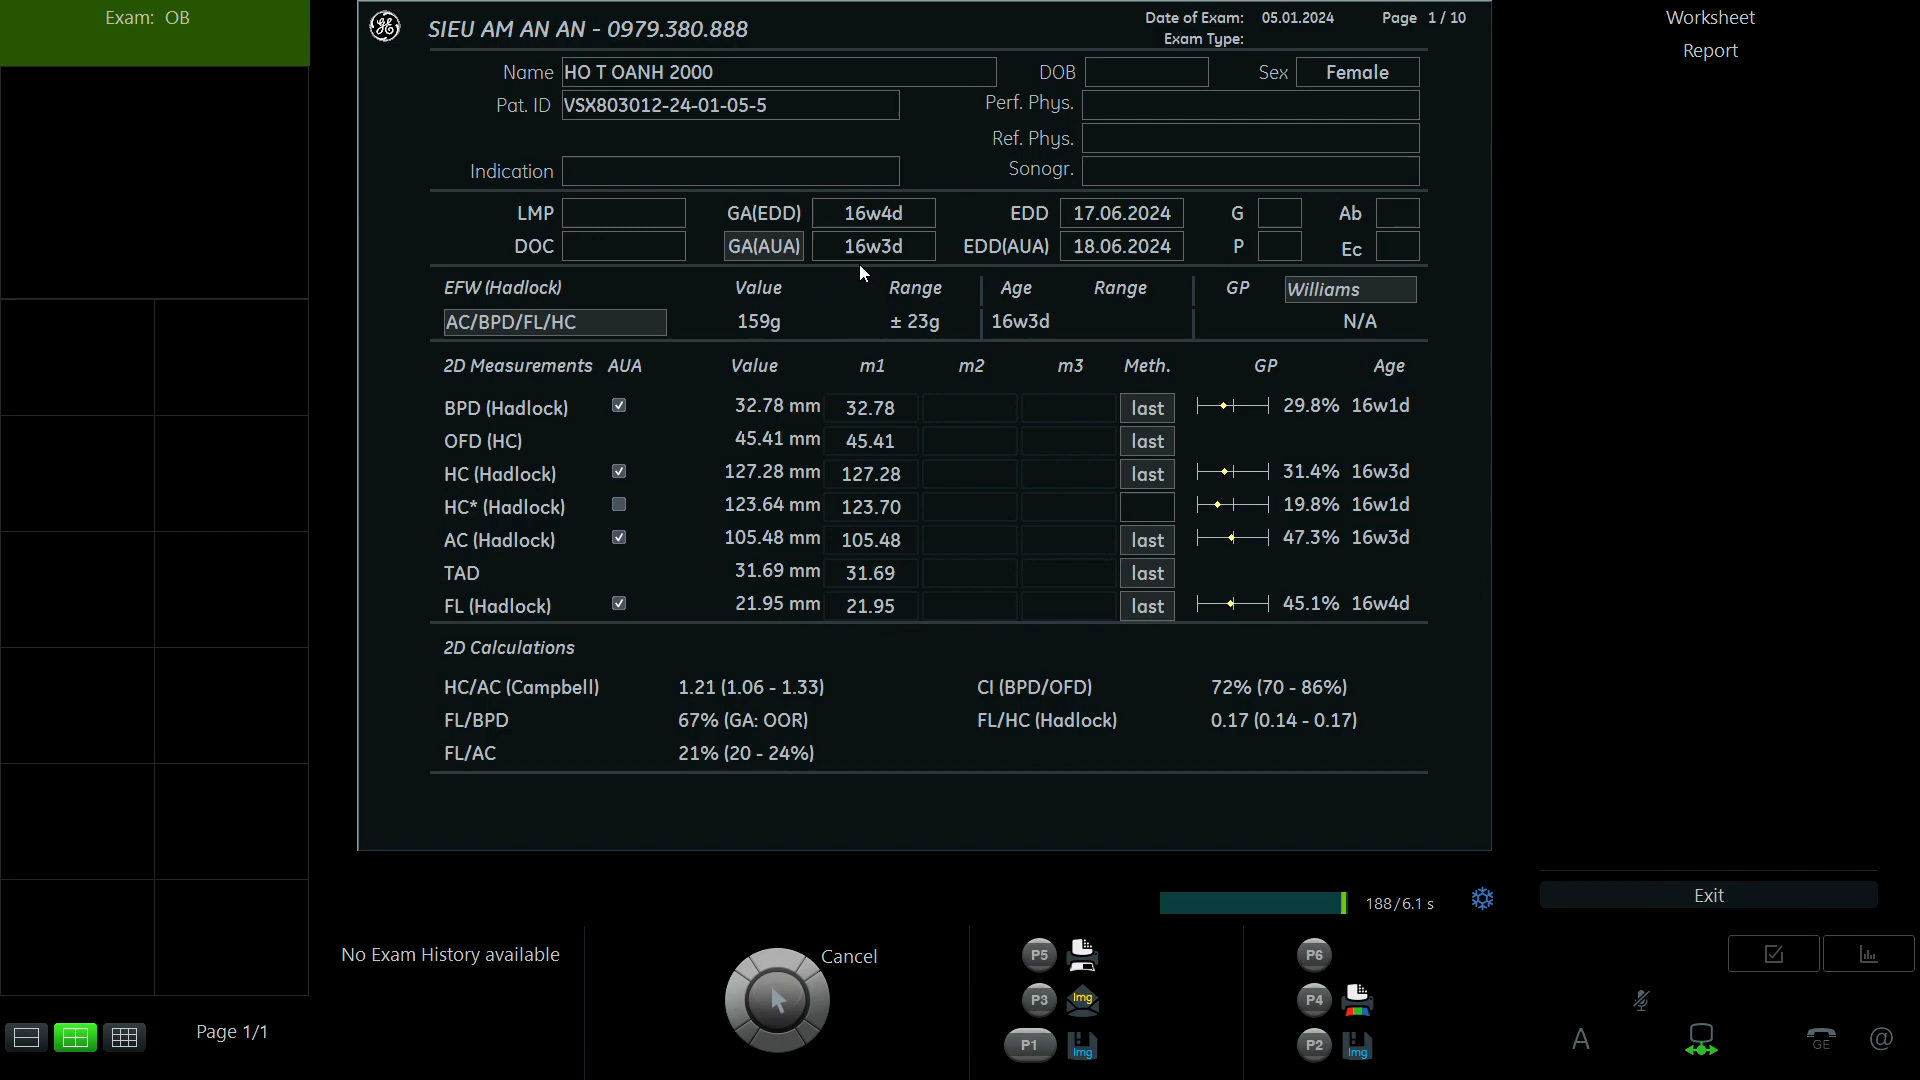 Exam: OB
SIEU AM AN AN - 0979.380.888
Date of Exam: 05.01.2024 Page 1 / 10
Exam Type:
Name HO T OANH 2000 DOB Sex Female
Pat. ID VSX803012-24-01-05-5 Perf. Phys.
Ref. Phys.
Indication Sonogr.
LMP GA(EDD) 16w4d EDD 17.06.2024 G Ab
DOC GA(AUA) 16w3d EDD(AUA) 18.06.2024 P Ec
EFW (Hadlock) Value Range Age Range GP Williams
AC/BPD/FL/HC 159g ± 23g 16w3d N/A
2D Measurements AUA Value m1 m2 m3 Meth. GP Age
BPD (Hadlock) 32.78 mm 32.78 last 29.8% 16w1d
OFD (HC) 45.41 mm 45.41 last
HC (Hadlock) 127.28 mm 127.28 last 31.4% 16w3d
HC* (Hadlock) 123.64 mm 123.70 19.8% 16w1d
AC (Hadlock) 105.48 mm 105.48 last 47.3% 16w3d
TAD 31.69 mm 31.69 last
FL (Hadlock) 21.95 mm 21.95 last 45.1% 16w4d
2D Calculations
HC/AC (Campbell) 1.21 (1.06 - 1.33) CI (BPD/OFD) 72% (70 - 86%)
FL/BPD 67% (GA: OOR) FL/HC (Hadlock) 0.17 (0.14 - 0.17)
FL/AC 21% (20 - 24%)
Worksheet
Report
188/6.1 s
Exit
No Exam History available
Cancel
P5 P6
P3 Img P4
P1 Img P2 Img
Page 1/1
A GE @